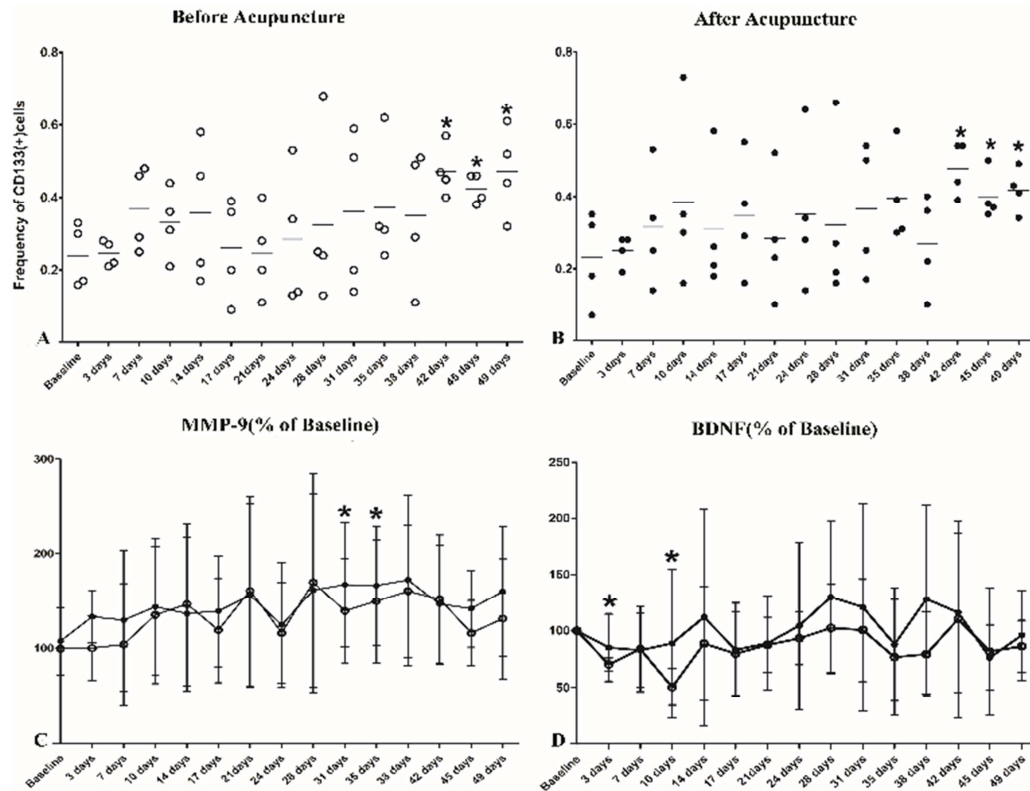 Before Acupuncture
After Acupuncture
Frequency of CD133(+)cells
0.8
0.6
0.4
0.2
0.0
*
*
*
A
Baseline
3 days
7 days
10 days
14 days
17 days
21days
24 days
28 days
31 days
35 days
38 days
42 days
45 days
49 days
0.8
0.6
0.4
0.2
0.0
*
*
*
B
Baseline
3 days
7 days
10 days
14 days
17 days
21days
24 days
28 days
31 days
35 days
38 days
42 days
45 days
49 days
MMP-9(% of Baseline)
300
200
100
0
*
*
C
Baseline
3 days
7 days
10 days
14 days
17 days
21days
24 days
28 days
31 days
35 days
38 days
42 days
45 days
49 days
BDNF(% of Baseline)
250
200
150
100
50
0
*
*
D
Baseline
3 days
7 days
10 days
14 days
17 days
21days
24 days
28 days
31 days
35 days
38 days
42 days
45 days
49 days